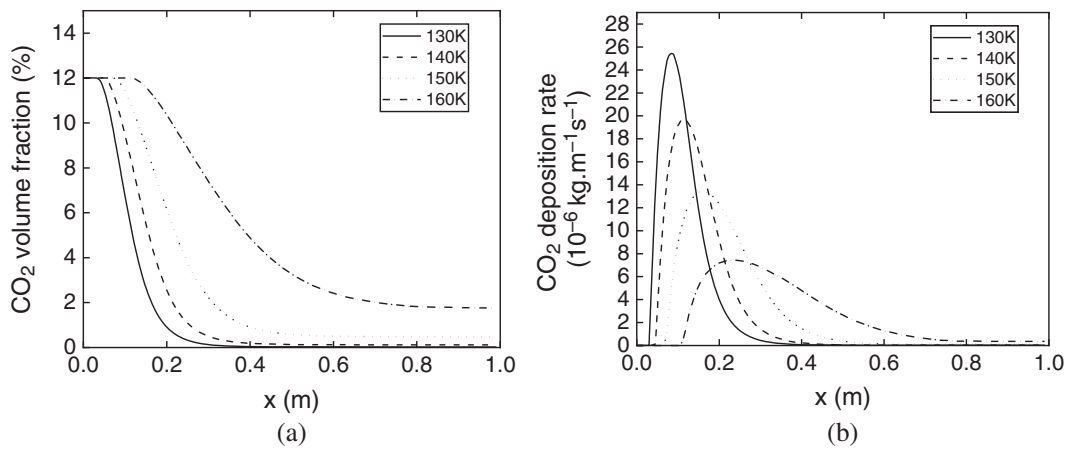 CO₂ volume fraction (%)
14
12
10
8
6
4
2
0
0.0 0.2 0.4 0.6 0.8 1.0
x (m)
130K
140K
150K
160K
(a)
CO₂ deposition rate
(10⁻⁶ kg.m⁻¹s⁻¹)
28
26
24
22
20
18
16
14
12
10
8
6
4
2
0
0.0 0.2 0.4 0.6 0.8 1.0
x (m)
130K
140K
150K
160K
(b)